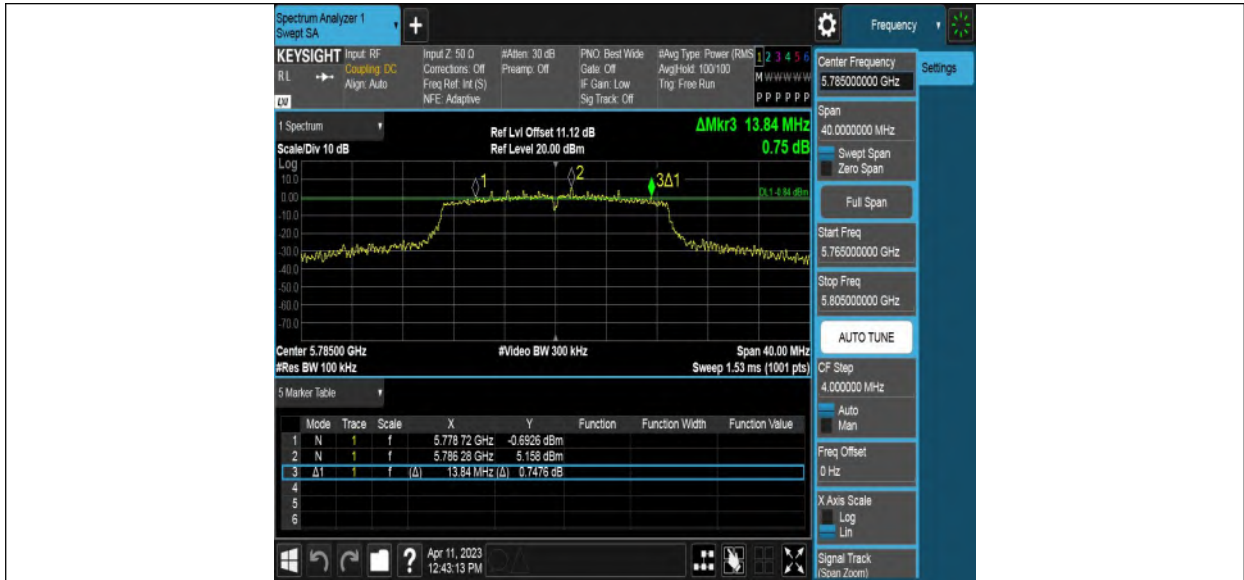 Spectrum Analyzer 1
Swept SA
+
Frequency
KEYSIGHT
Input: RF
Coupling: DC
Align: Auto
Input Z: 50 Ω
Corrections: Off
Freq Ref: Int (S)
NFE: Adaptive
#Atten: 30 dB
Preamp: Off
PNO: Best Wide
Gate: Off
IF Gain: Low
Sig Track: Off
#Avg Type: Power (RMS
Avg|Hold: 100/100
Trig: Free Run
1 2 3 4 5 6
M W W W W W
P P P P P P
R L
LXI
1 Spectrum
Scale/Div 10 dB
Ref Lvl Offset 11.12 dB
Ref Level 20.00 dBm
ΔMkr3 13.84 MHz
0.75 dB
Log
10.0
0.00
-10.0
-20.0
-30.0
-40.0
-50.0
-60.0
-70.0
1
2
3Δ1
DL1 -0.84 dBm
Center 5.78500 GHz
#Video BW 300 kHz
Span 40.00 MHz
#Res BW 100 kHz
Sweep 1.53 ms (1001 pts)
5 Marker Table
Mode Trace Scale X Y Function Function Width Function Value
1 N 1 f 5.778 72 GHz -0.6926 dBm
2 N 1 f 5.786 28 GHz 5.158 dBm
3 Δ1 1 f (Δ) 13.84 MHz (Δ) 0.7476 dB
4
5
6
?
Apr 11, 2023
12:43:13 PM
Center Frequency
5.785000000 GHz
Settings
Span
40.0000000 MHz
Swept Span
Zero Span
Full Span
Start Freq
5.765000000 GHz
Stop Freq
5.805000000 GHz
AUTO TUNE
CF Step
4.000000 MHz
Auto
Man
Freq Offset
0 Hz
X Axis Scale
Log
Lin
Signal Track
(Span Zoom)